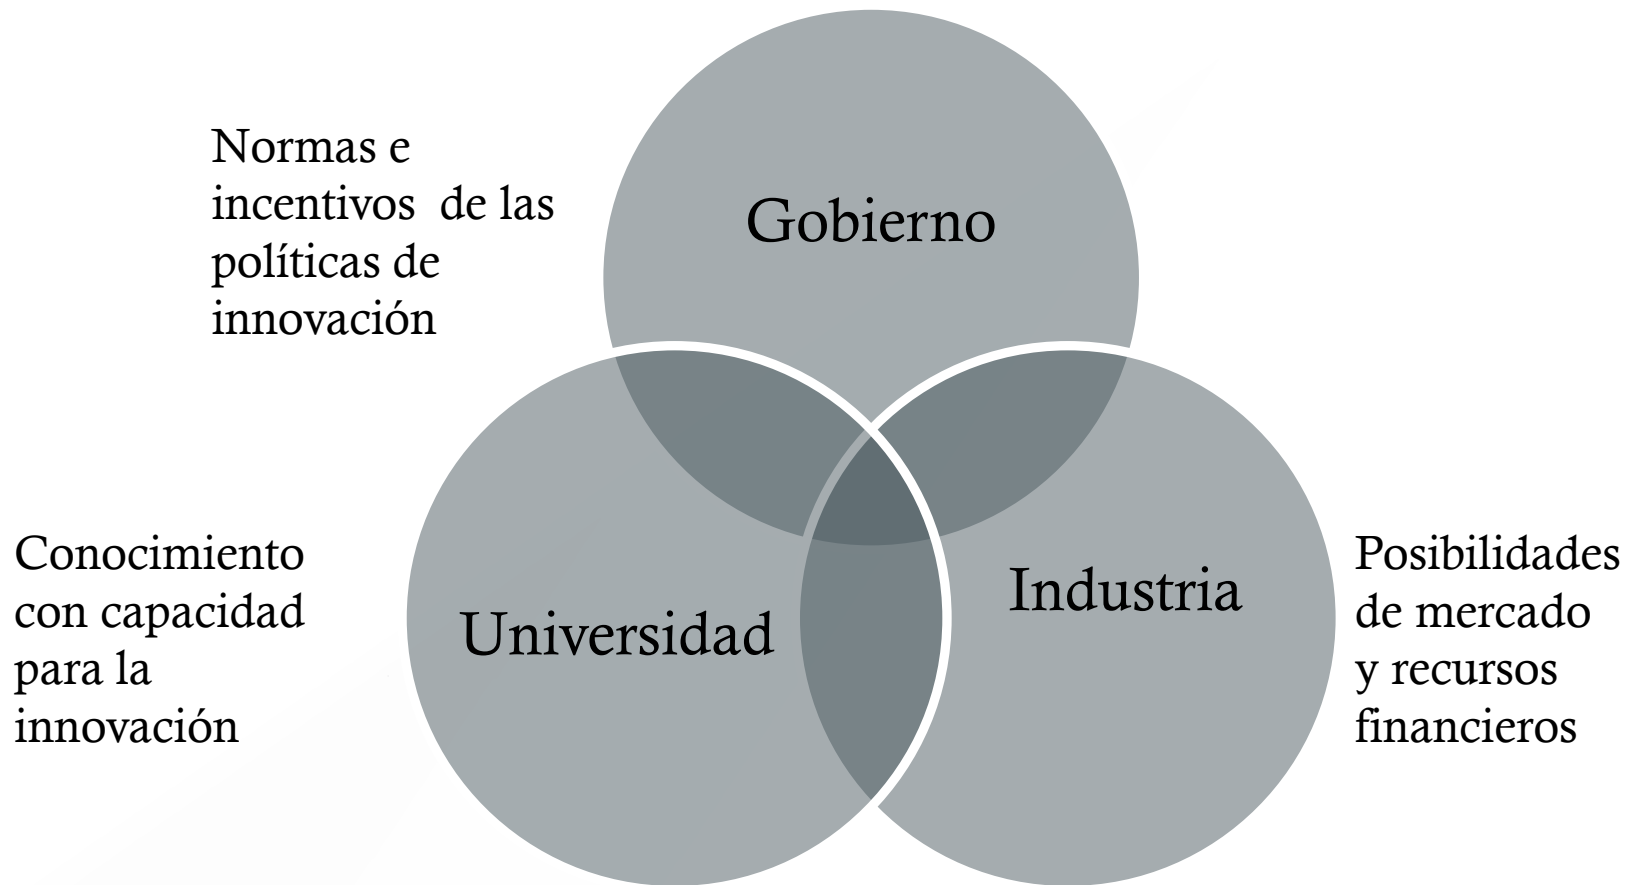 Normas e
incentivos  de las
políticas de
innovación
Gobierno
Conocimiento
con capacidad
para la
innovación
Universidad
Industria
Posibilidades
de mercado
y recursos
financieros